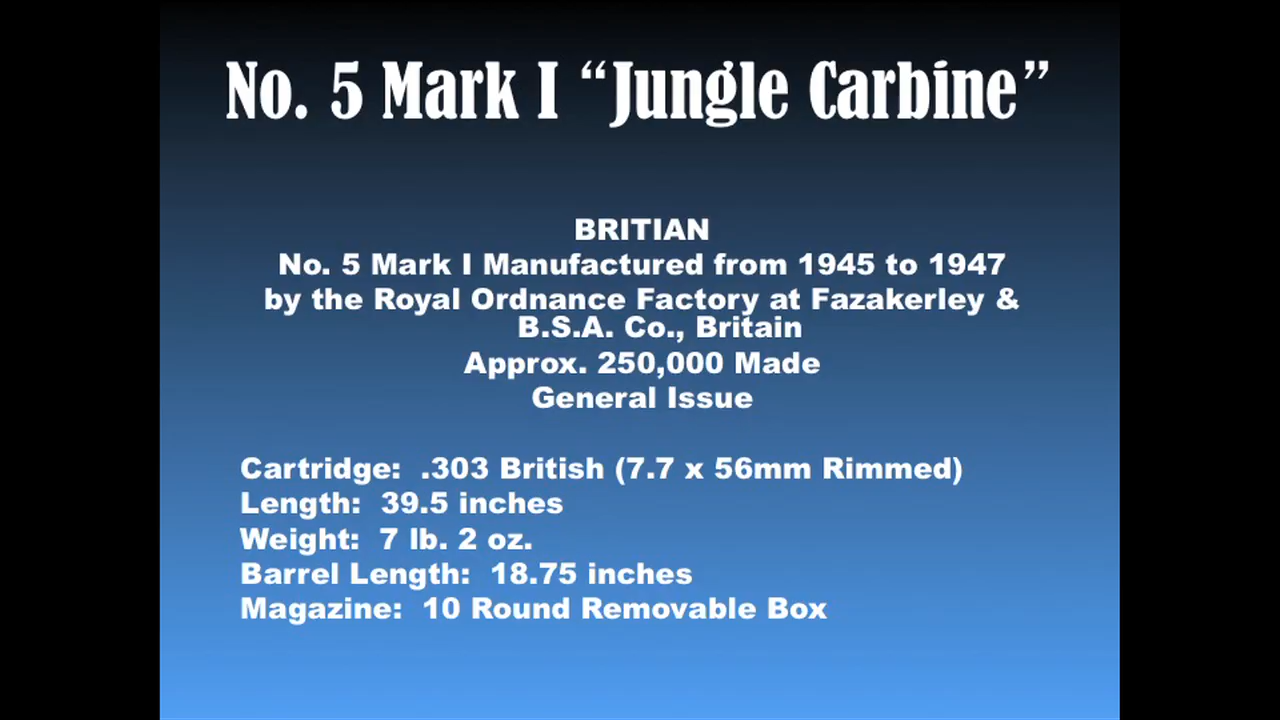 No. 5 Mark I “Jungle Carbine”
BRITIAN
No. 5 Mark I Manufactured from 1945 to 1947
by the Royal Ordnance Factory at Fazakerley &
B.S.A. Co., Britain
Approx. 250,000 Made
General Issue
Cartridge:  .303 British (7.7 x 56mm Rimmed)
Length:  39.5 inches
Weight:  7 lb. 2 oz.
Barrel Length:  18.75 inches
Magazine:  10 Round Removable Box